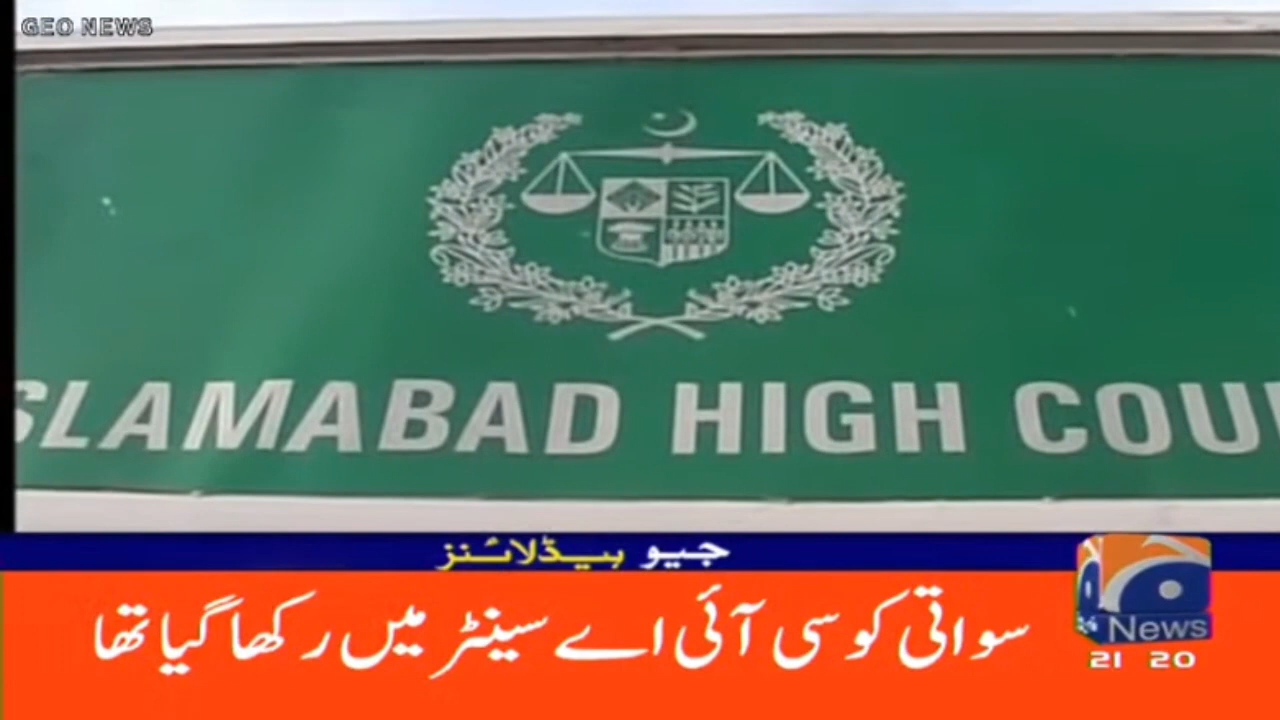 GEO NEWS
SLAMABAD HIGH COU
جیو ہیڈلائنز
سواتی کو سی آئی اے سینٹر میں رکھا گیا تھا
News
21 20